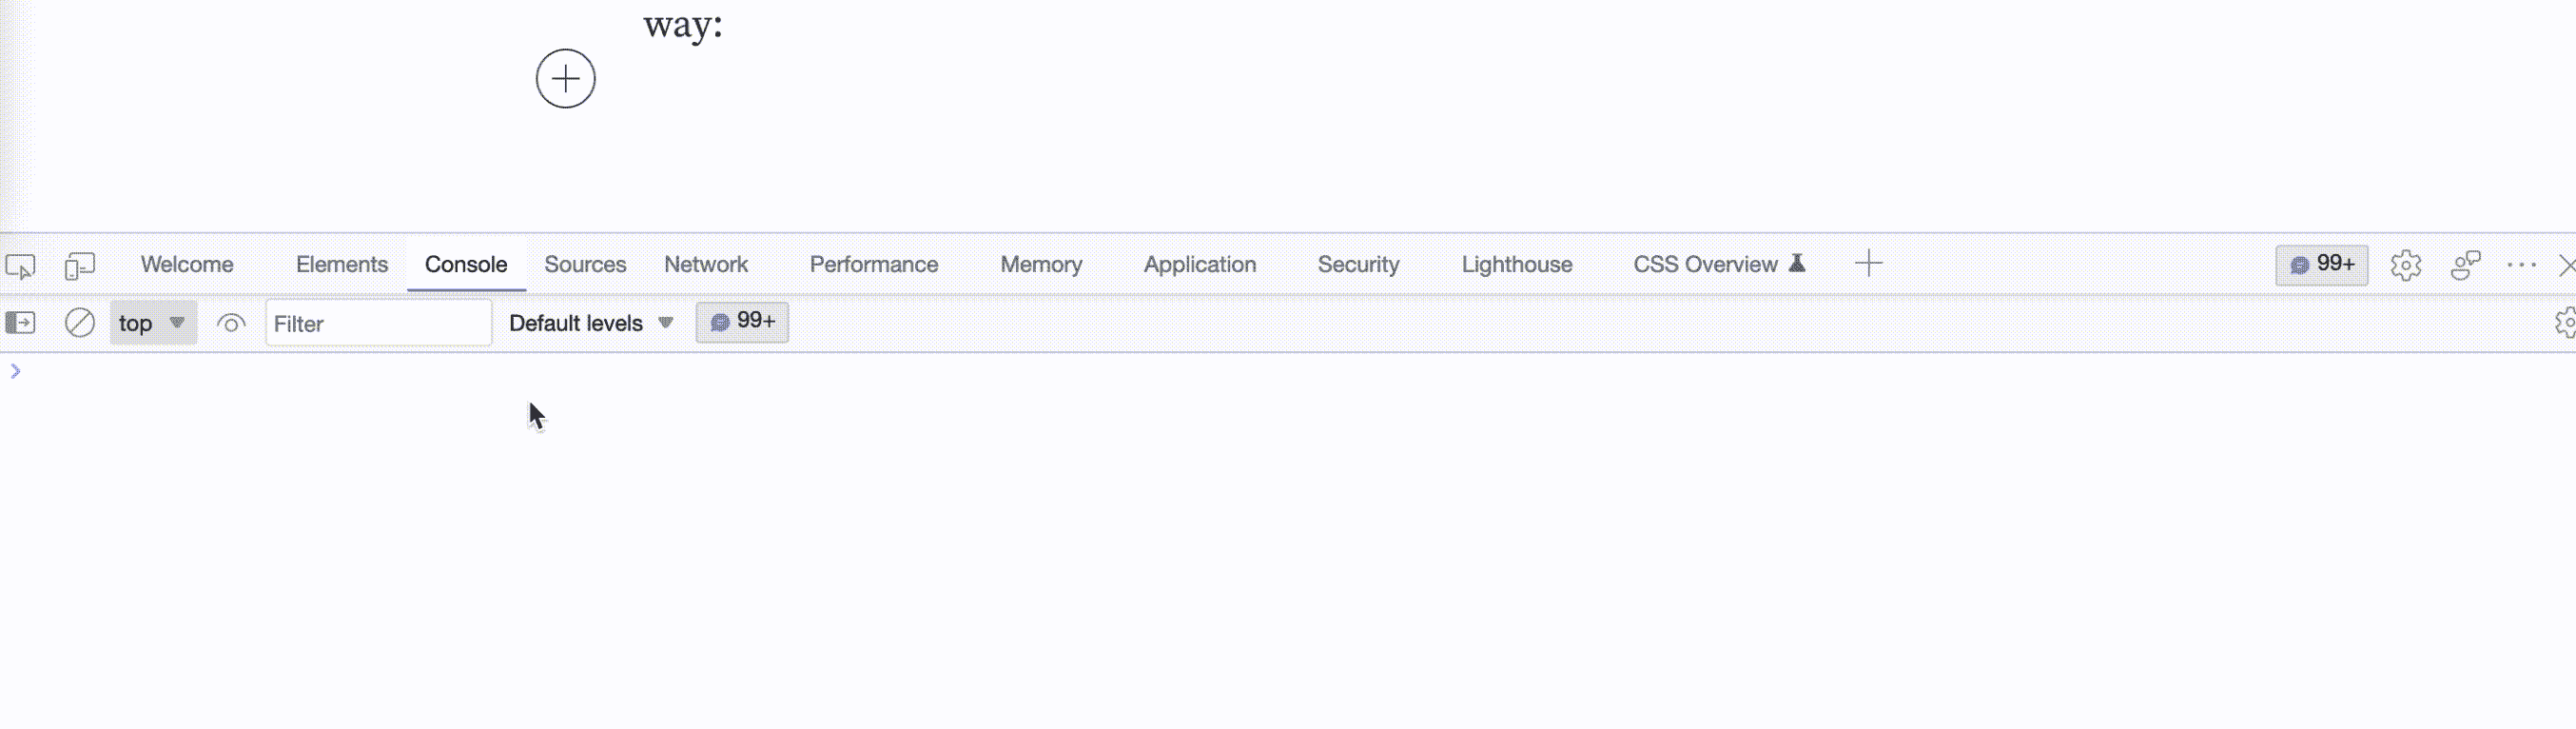 way:
Welcome Elements Console Sources Network Performance Memory Application Security Lighthouse CSS Overview 99+
top Filter Default levels 99+